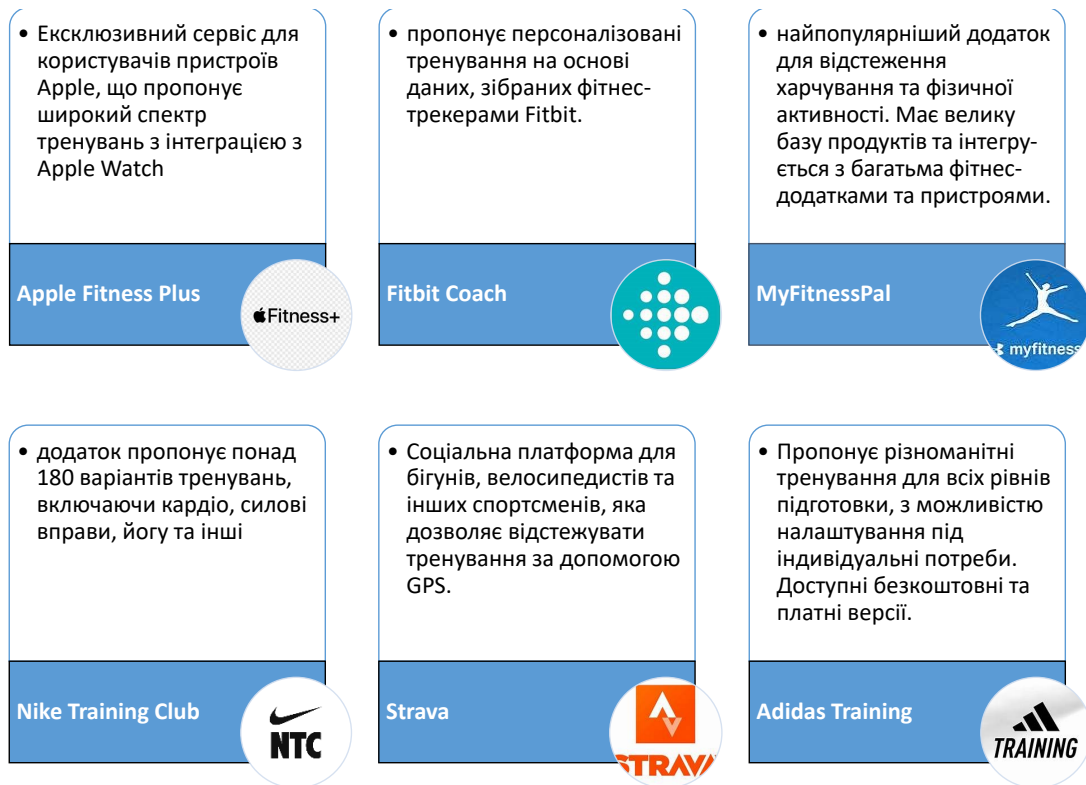 • Ексклюзивний сервіс для
користувачів пристроїв
Apple, що пропонує
широкий спектр
тренувань з інтеграцією з
Apple Watch
Apple Fitness Plus
Fitness+
• пропонує персоналізовані
тренування на основі
даних, зібраних фітнес-
трекерами Fitbit.
Fitbit Coach
• найпопулярніший додаток
для відстеження
харчування та фізичної
активності. Має велику
базу продуктів та інтегру-
ється з багатьма фітнес-
додатками та пристроями.
MyFitnessPal
myfitness
• додаток пропонує понад
180 варіантів тренувань,
включаючи кардіо, силові
вправи, йогу та інші
Nike Training Club
NTC
• Соціальна платформа для
бігунів, велосипедистів та
інших спортсменів, яка
дозволяє відстежувати
тренування за допомогою
GPS.
Strava
STRAVA
• Пропонує різноманітні
тренування для всіх рівнів
підготовки, з можливістю
налаштування під
індивідуальні потреби.
Доступні безкоштовні та
платні версії.
Adidas Training
TRAINING